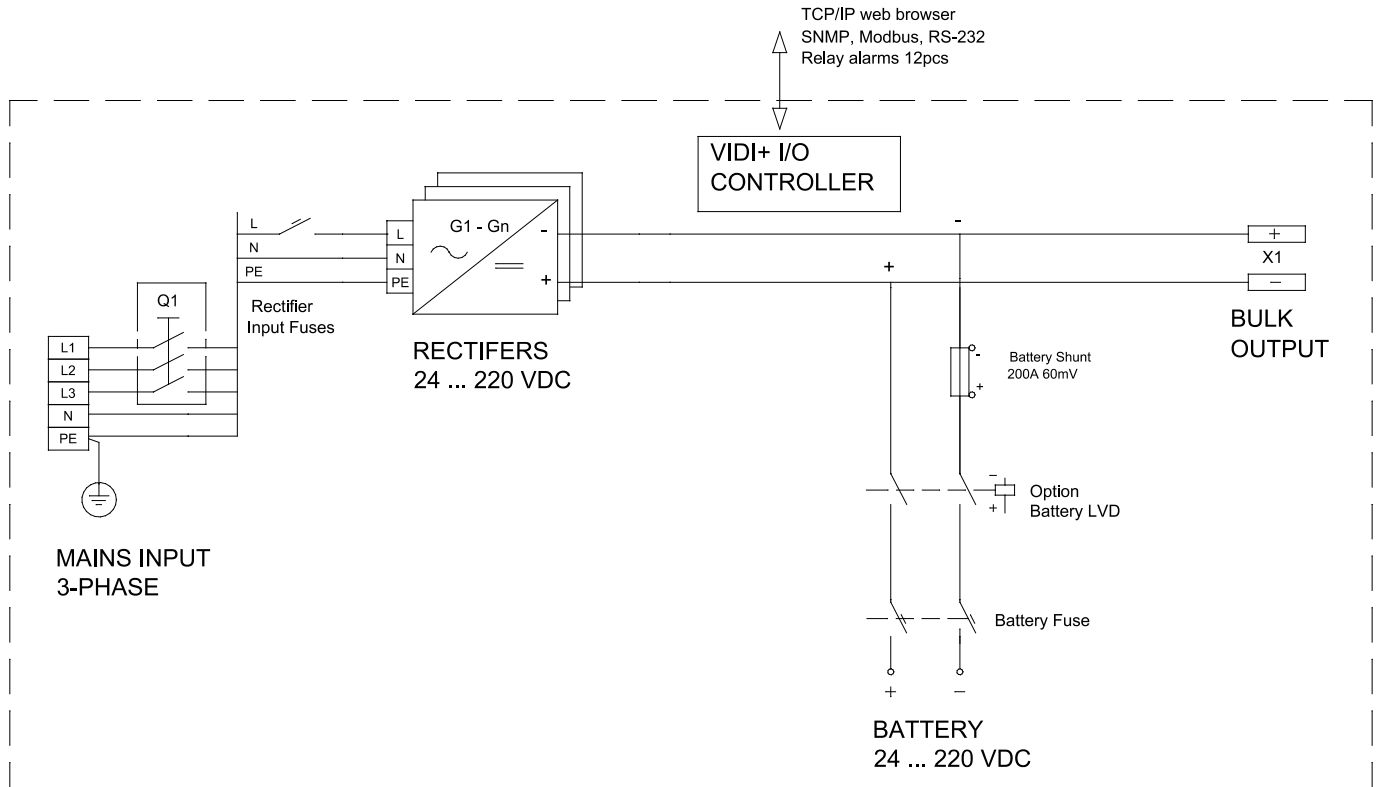 TCP/IP web browser
SNMP, Modbus, RS-232
Relay alarms 12pcs
VIDI+ I/O
CONTROLLER
L
N
PE
Rectifier
Input Fuses
L
N
PE
G1 - Gn
-
+
RECTIFERS
24 ... 220 VDC
-
+
+
X1
−
BULK
OUTPUT
Q1
L1
L2
L3
N
PE
MAINS INPUT
3-PHASE
-
+
Battery Shunt
200A 60mV
−
+
Option
Battery LVD
Battery Fuse
+ −
BATTERY
24 ... 220 VDC